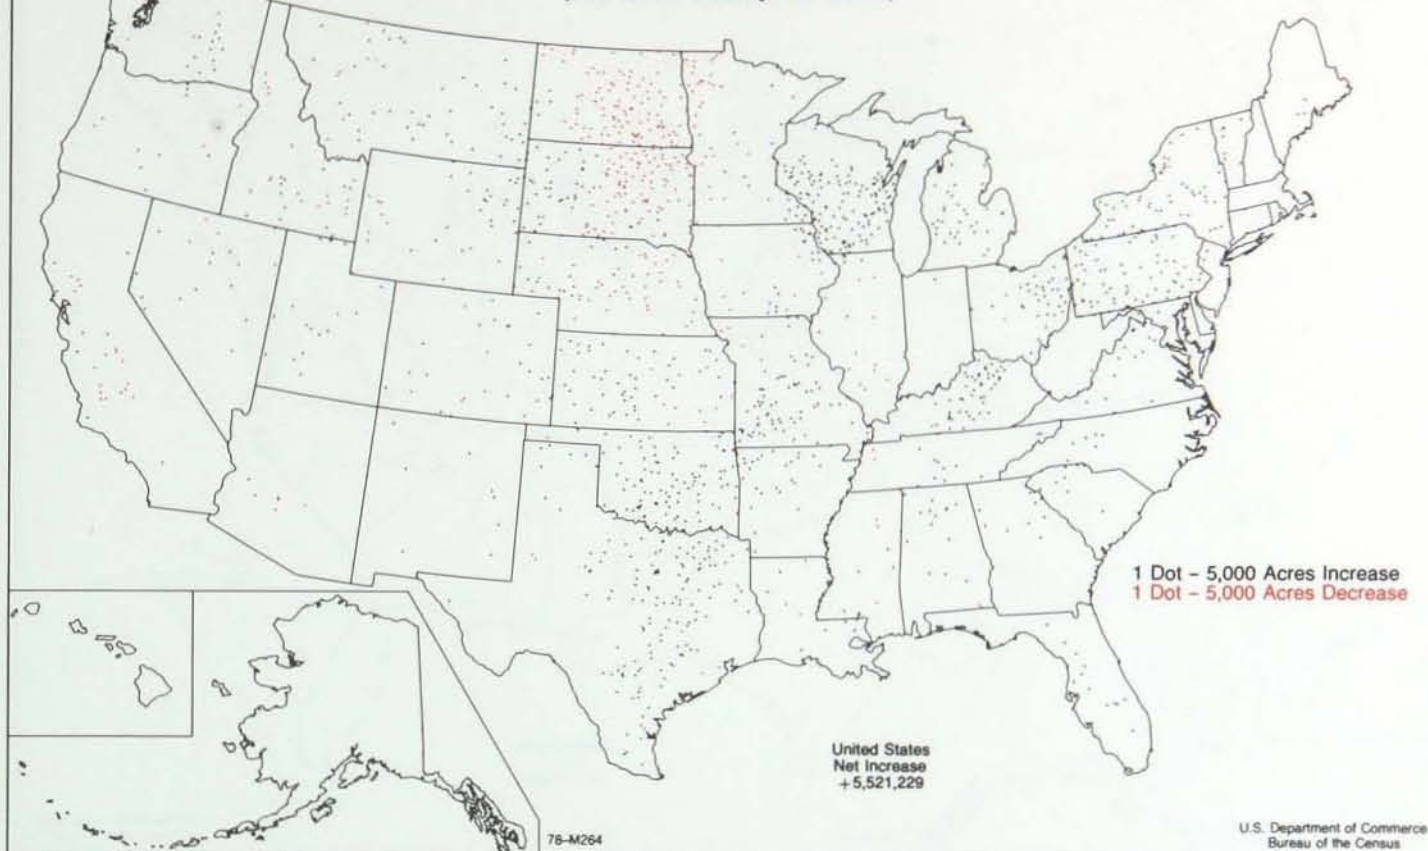 1 Dot – 5,000 Acres Increase
1 Dot – 5,000 Acres Decrease
United States
Net Increase
+5,521,229
78-M264
U.S. Department of Commerce
Bureau of the Census